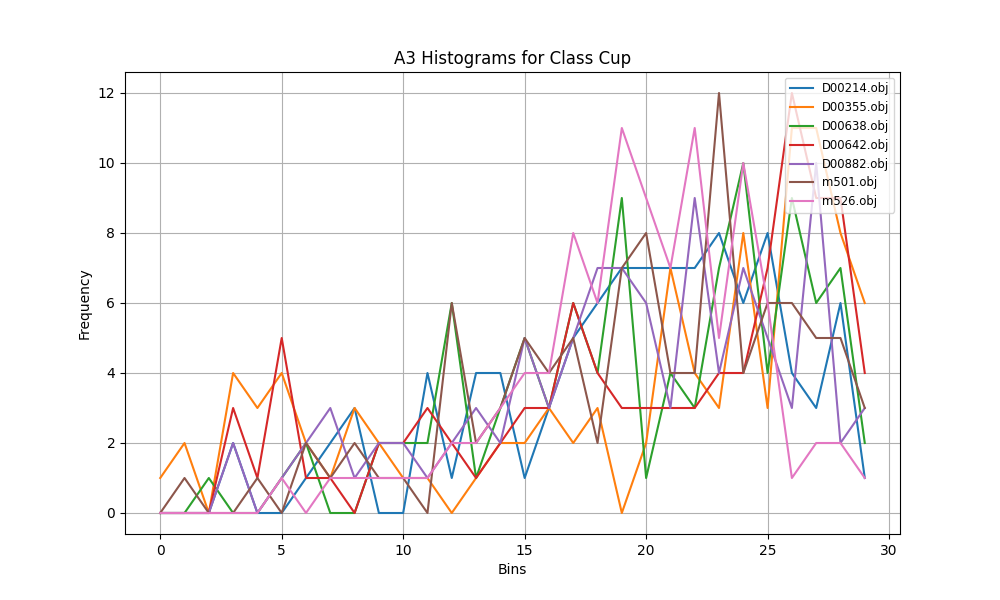 A3 Histograms for Class Cup
12
10
8
6
4
2
0
Frequency
0 5 10 15 20 25 30
Bins
D00214.obj
D00355.obj
D00638.obj
D00642.obj
D00882.obj
m501.obj
m526.obj